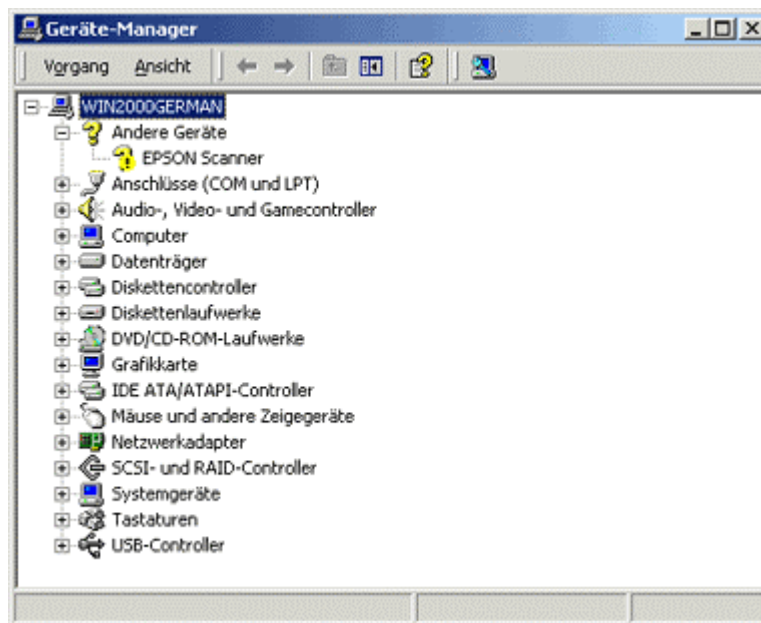 Geräte-Manager
Vorgang Ansicht
WIN2000GERMAN
Andere Geräte
EPSON Scanner
Anschlüsse (COM und LPT)
Audio-, Video- und Gamecontroller
Computer
Datenträger
Diskettencontroller
Diskettenlaufwerke
DVD/CD-ROM-Laufwerke
Grafikkarte
IDE ATA/ATAPI-Controller
Mäuse und andere Zeigegeräte
Netzwerkadapter
SCSI- und RAID-Controller
Systemgeräte
Tastaturen
USB-Controller